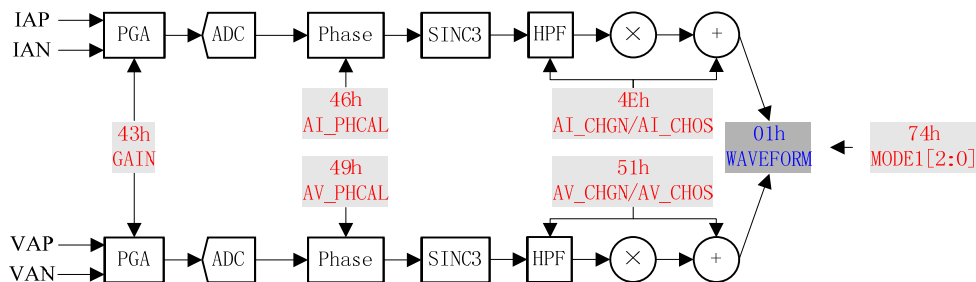 IAP
IAN
PGA
ADC
Phase
SINC3
HPF
×
+
43h
GAIN
46h
AI_PHCAL
4Eh
AI_CHGN/AI_CHOS
01h
WAVEFORM
74h
MODE1[2:0]
49h
AV_PHCAL
51h
AV_CHGN/AV_CHOS
VAP
VAN
PGA
ADC
Phase
SINC3
HPF
×
+